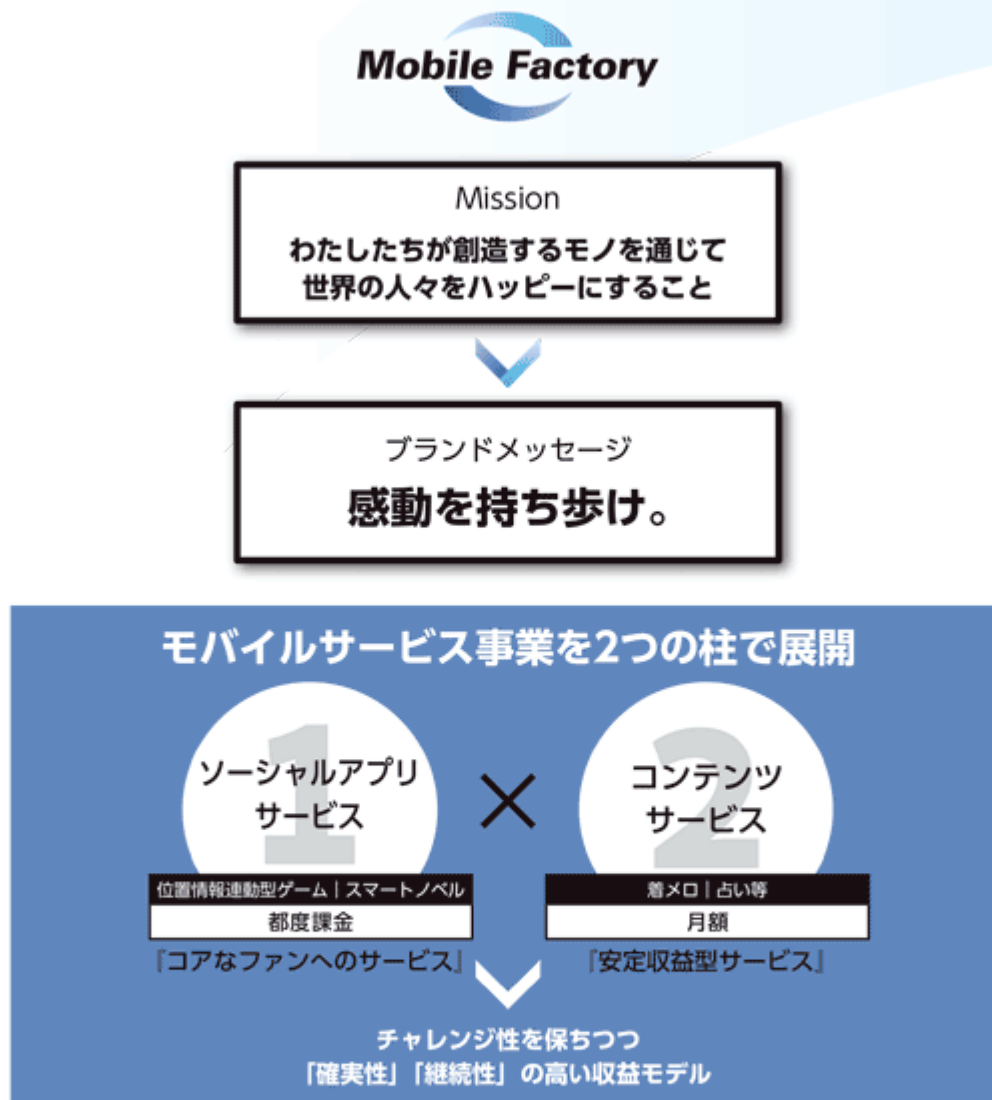 Mobile Factory
Mission
わたしたちが創造するモノを通じて
世界の人々をハッピーにすること
ブランドメッセージ
感動を持ち歩け。
モバイルサービス事業を2つの柱で展開
1
ソーシャルアプリ
サービス
位置情報連動型ゲーム｜スマートノベル
都度課金
『コアなファンへのサービス』
×
2
コンテンツ
サービス
着メロ｜占い等
月額
『安定収益型サービス』
チャレンジ性を保ちつつ
「確実性」「継続性」の高い収益モデル